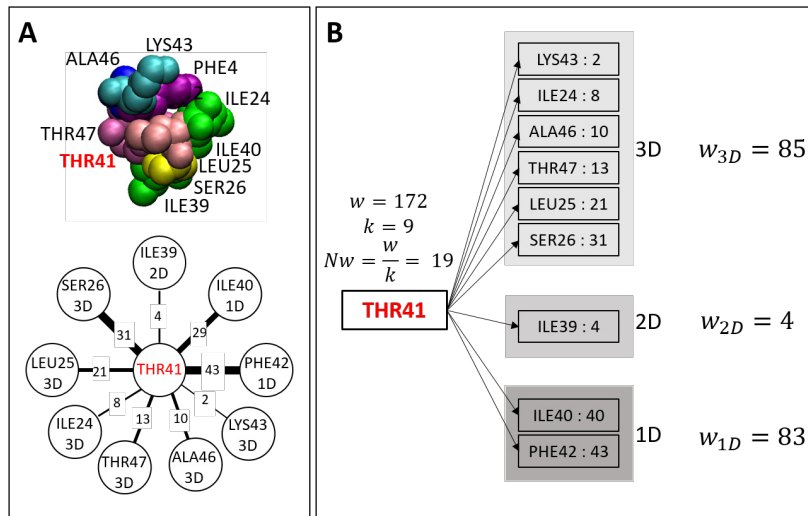 A
LYS43
ALA46
PHE4
2
ILE24
THR47
THR41
ILE40
LEU25
SER26
ILE39
ILE39
2D
SER26
3D
ILE40
1D
4
31
29
LEU25
3D
21
THR41
43
PHE42
1D
8
2
13
10
ILE24
3D
LYS43
3D
THR47
3D
ALA46
3D
B
LYS43 : 2
ILE24 : 8
ALA46 : 10
THR47 : 13
LEU25 : 21
SER26 : 31
3D
w3D = 85
w = 172
k = 9
Nw = w/k = 19
THR41
ILE39 : 4
2D
w2D = 4
ILE40 : 40
PHE42 : 43
1D
w1D = 83